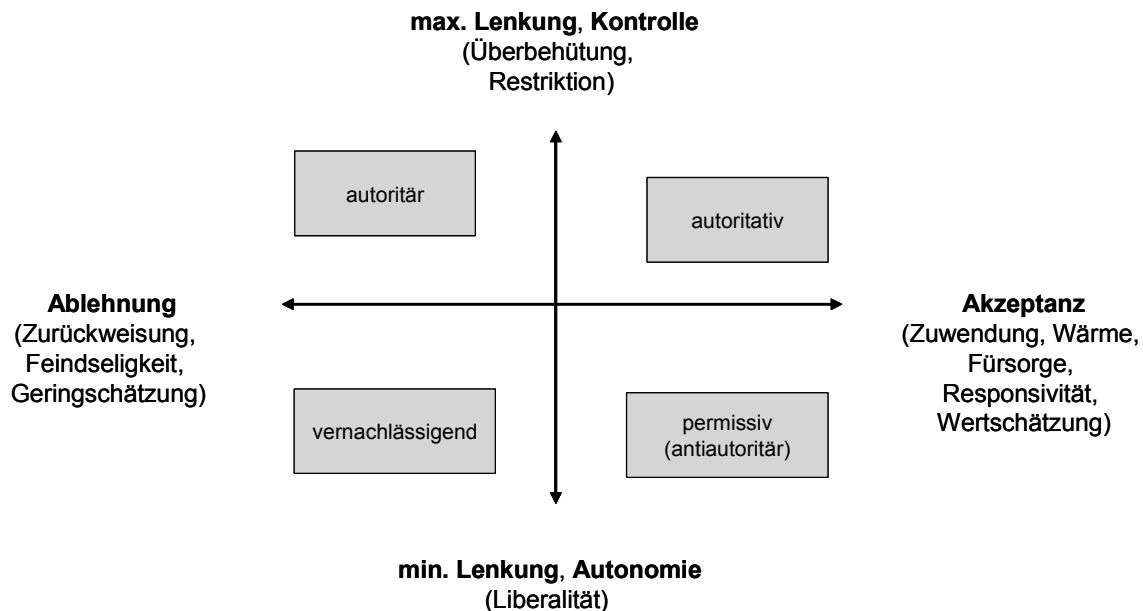 max. Lenkung, Kontrolle
(Überbehütung,
Restriktion)
autoritär
autoritativ
Ablehnung
(Zurückweisung,
Feindseligkeit,
Geringschätzung)
Akzeptanz
(Zuwendung, Wärme,
Fürsorge,
Responsivität,
Wertschätzung)
vernachlässigend
permissiv
(antiautoritär)
min. Lenkung, Autonomie
(Liberalität)